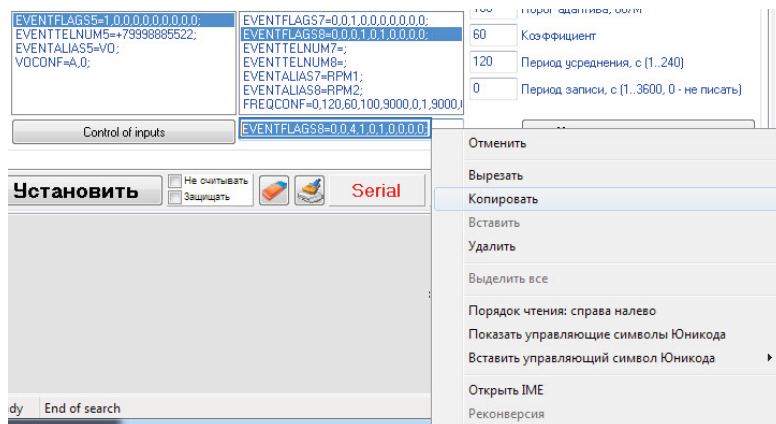 EVENTFLAGS5=1,0,0,0,0,0,0,0,0,0;
EVENTTELNUM5=+79998885522;
EVENTALIAS5=VO;
VOCONF=A,0;
EVENTFLAGS7=0,0,1,0,0,0,0,0,0,0;
EVENTFLAGS8=0,0,0,1,0,1,0,0,0,0;
EVENTTELNUM7=;
EVENTTELNUM8=;
EVENTALIAS7=RPM1;
EVENTALIAS8=RPM2;
FREQCONF=0,120,60,100,9000,0,1,9000,
60 Коэффициент
120 Период усреднения, с (1..240)
0 Период записи, с (1..3600, 0 - не писать)
Control of inputs
EVENTFLAGS8=0,0,4,1,0,1,0,0,0,0;
Установить
Не считывать
Защищать
Serial
Отменить
Вырезать
Копировать
Вставить
Удалить
Выделить все
Порядок чтения: справа налево
Показать управляющие символы Юникода
Вставить управляющий символ Юникода
Открыть IME
Реконверсия
End of search